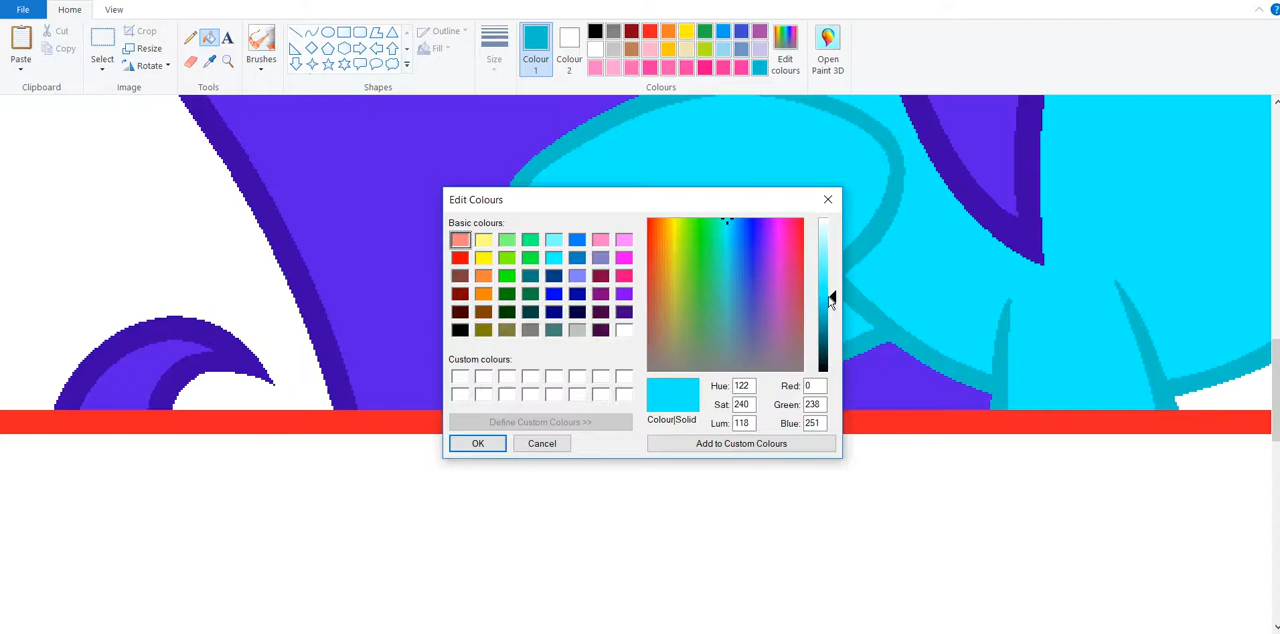 File Home View
Cut
Copy
Paste
Clipboard
Select
Crop
Resize
Rotate
Image
A
Tools
Brushes
Outline
Fill
Shapes
Size
Colour 1
Colour 2
Edit colours
Colours
Open Paint 3D
Edit Colours
Basic colours:
Custom colours:
Define Custom Colours >>
OK Cancel
Colour|Solid
Hue: 122
Sat: 240
Lum: 118
Red: 0
Green: 238
Blue: 251
Add to Custom Colours